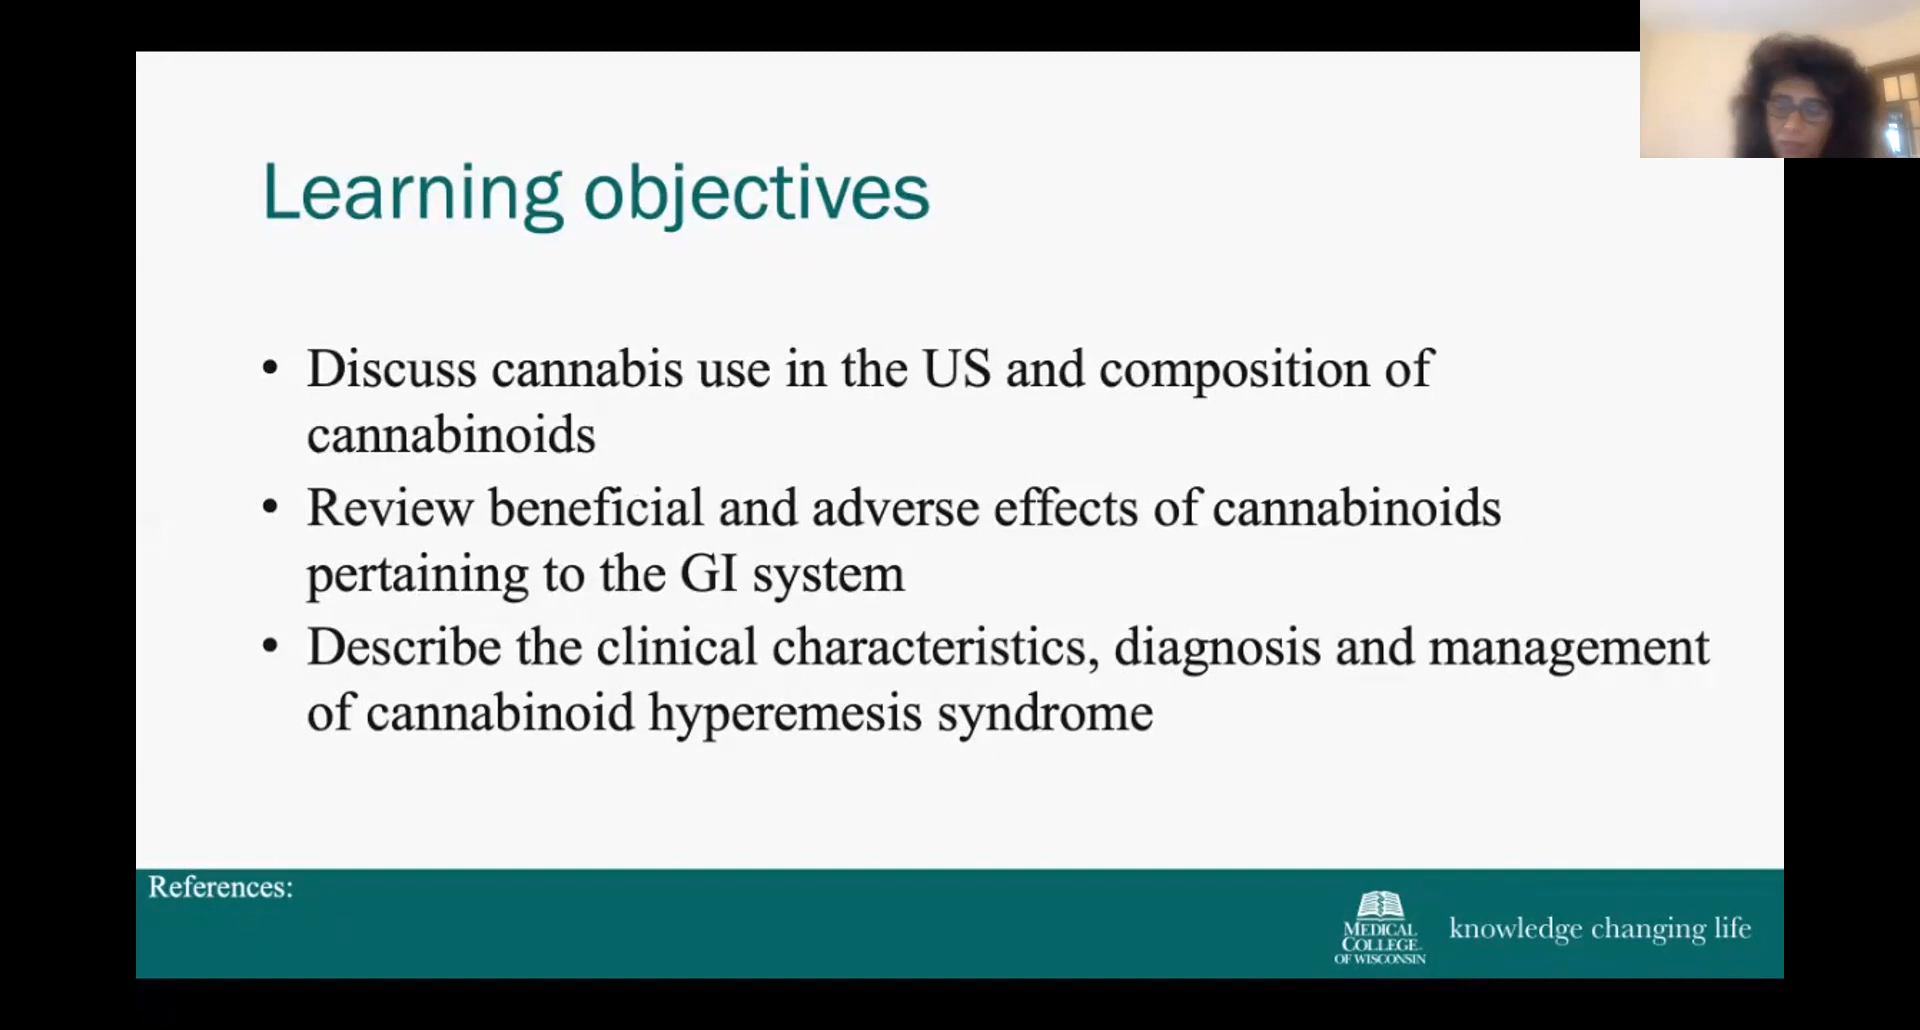 Learning objectives
• Discuss cannabis use in the US and composition of
cannabinoids
• Review beneficial and adverse effects of cannabinoids
pertaining to the GI system
• Describe the clinical characteristics, diagnosis and management
of cannabinoid hyperemesis syndrome
References:
MEDICAL
COLLEGE
OF WISCONSIN
knowledge changing life